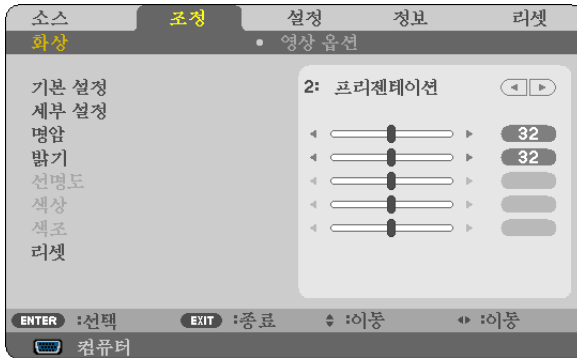 소스 조정 설정 정보 리셋
화상 • 영상 옵션
기본 설정 2: 프리젠테이션
세부 설정
명암 32
밝기 32
선명도
색상
색조
리셋
ENTER :선택 EXIT :종료 :이동 :이동
컴퓨터